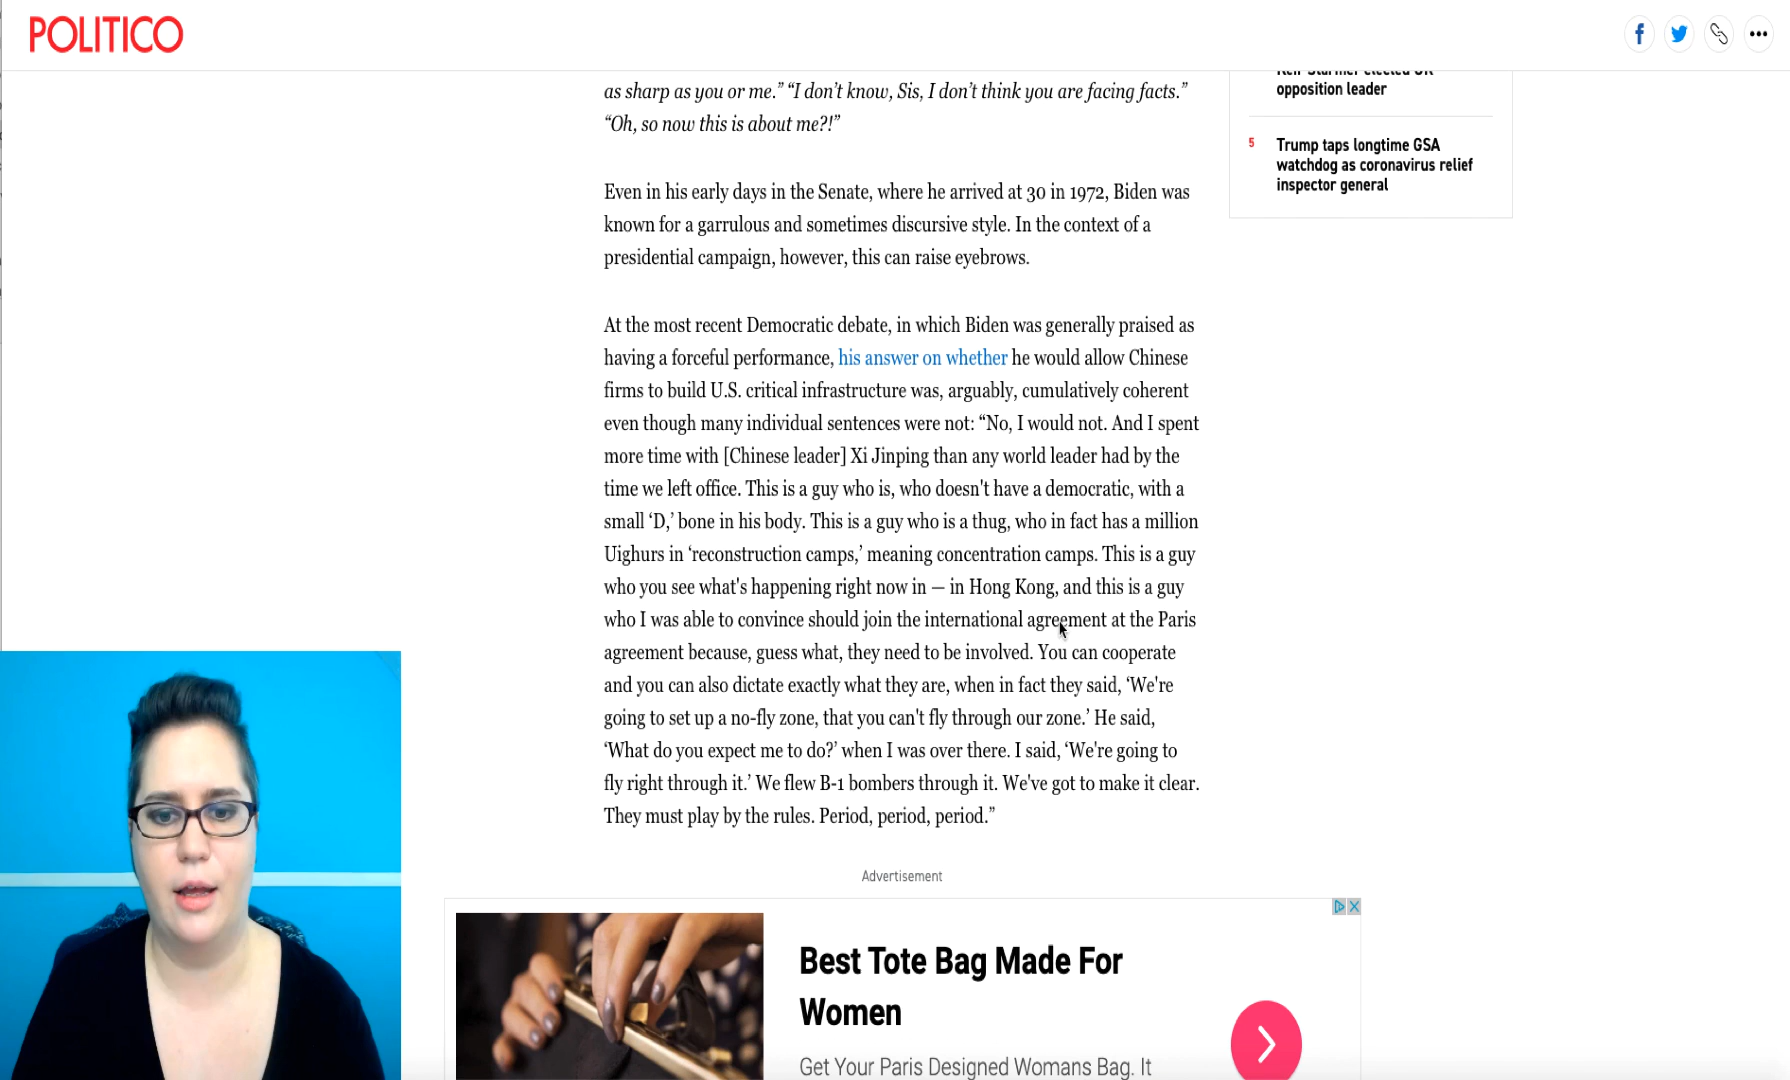 POLITICO
as sharp as you or me.” “I don’t know, Sis, I don’t think you are facing facts.”
“Oh, so now this is about me?!”
Even in his early days in the Senate, where he arrived at 30 in 1972, Biden was
known for a garrulous and sometimes discursive style. In the context of a
presidential campaign, however, this can raise eyebrows.
At the most recent Democratic debate, in which Biden was generally praised as
having a forceful performance, his answer on whether he would allow Chinese
firms to build U.S. critical infrastructure was, arguably, cumulatively coherent
even though many individual sentences were not: “No, I would not. And I spent
more time with [Chinese leader] Xi Jinping than any world leader had by the
time we left office. This is a guy who is, who doesn't have a democratic, with a
small ‘D,’ bone in his body. This is a guy who is a thug, who in fact has a million
Uighurs in ‘reconstruction camps,’ meaning concentration camps. This is a guy
who you see what's happening right now in — in Hong Kong, and this is a guy
who I was able to convince should join the international agreement at the Paris
agreement because, guess what, they need to be involved. You can cooperate
and you can also dictate exactly what they are, when in fact they said, ‘We're
going to set up a no-fly zone, that you can't fly through our zone.’ He said,
‘What do you expect me to do?’ when I was over there. I said, ‘We're going to
fly right through it.’ We flew B-1 bombers through it. We've got to make it clear.
They must play by the rules. Period, period, period.”
Keir Starmer elected UK
opposition leader
5
Trump taps longtime GSA
watchdog as coronavirus relief
inspector general
Advertisement
Best Tote Bag Made For
Women
Get Your Paris Designed Womans Bag. It